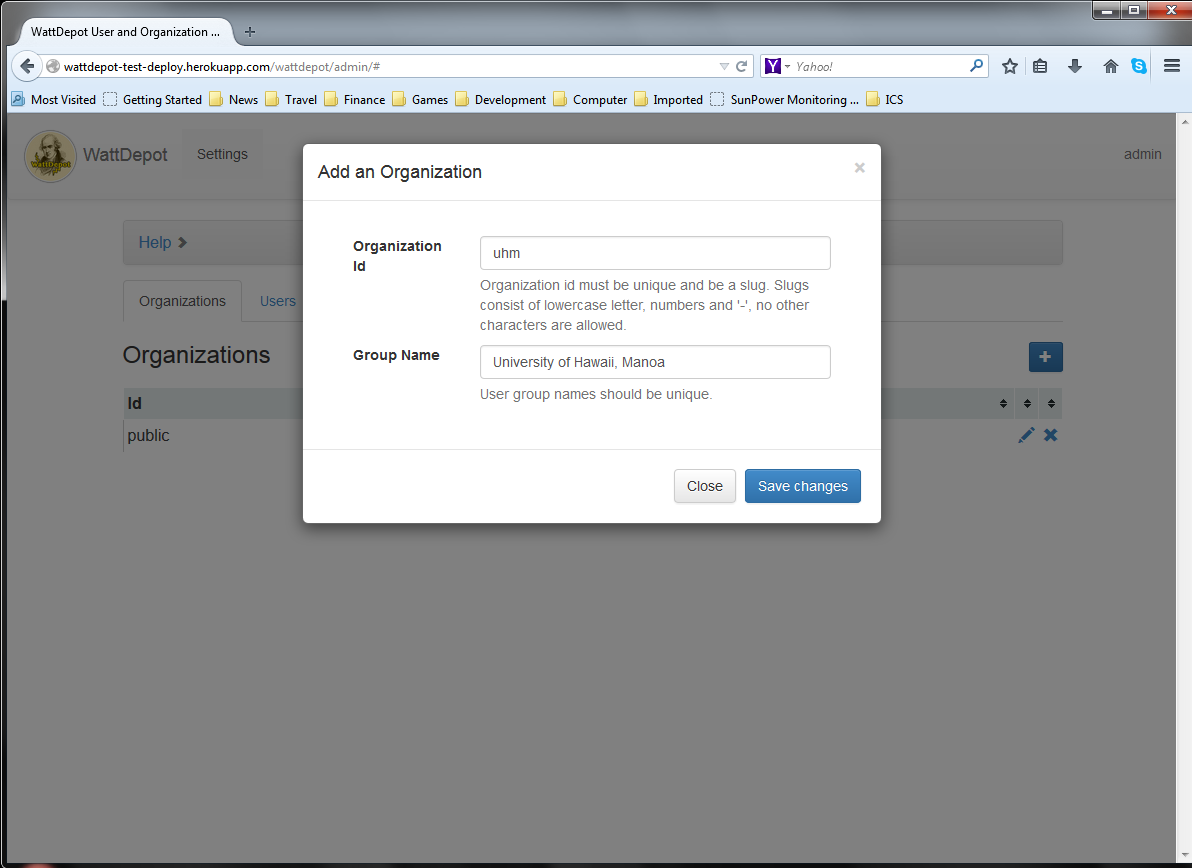 WattDepot User and Organization ...
wattdepot-test-deploy.herokuapp.com/wattdepot/admin/#
Yahoo!
Most Visited Getting Started News Travel Finance Games Development Computer Imported SunPower Monitoring ... ICS
WattDepot
WattDepot Settings admin
Add an Organization ×
Help
Organization
Id
uhm
Organization id must be unique and be a slug. Slugs
consist of lowercase letter, numbers and '-', no other
characters are allowed.
Organizations Users
Group Name University of Hawaii, Manoa
User group names should be unique.
Organizations +
Id
public
Close Save changes